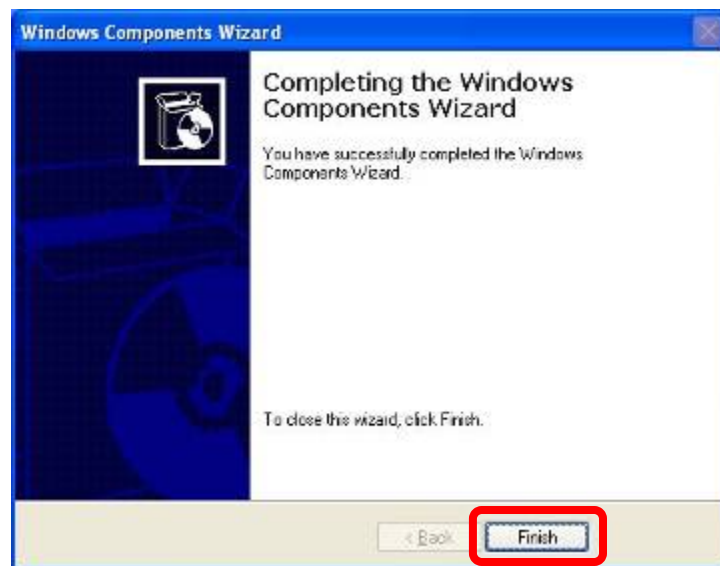 Windows Components Wizard
Completing the Windows
Components Wizard
You have successfully completed the Windows
Components Wizard.
To close this wizard, click Finish.
< Back
Finish